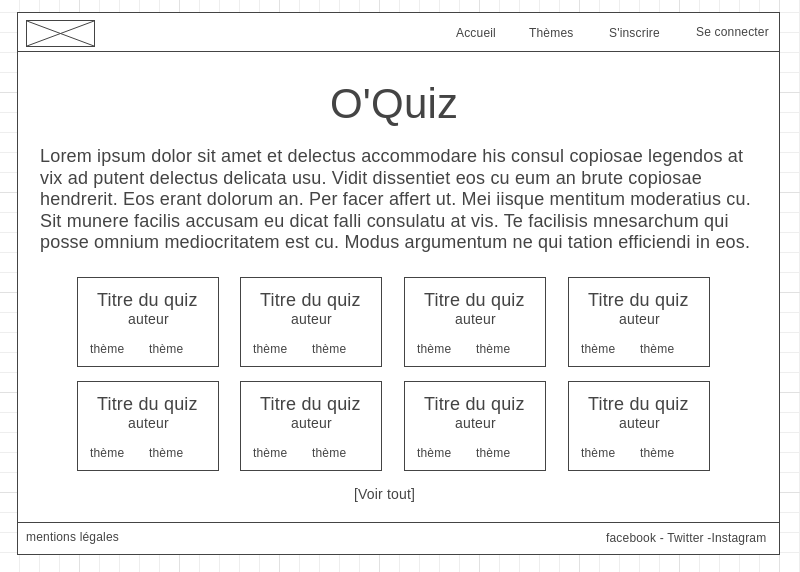 Accueil Thèmes S'inscrire Se connecter
O'Quiz
Lorem ipsum dolor sit amet et delectus accommodare his consul copiosae legendos at
vix ad putent delectus delicata usu. Vidit dissentiet eos cu eum an brute copiosae
hendrerit. Eos erant dolorum an. Per facer affert ut. Mei iisque mentitum moderatius cu.
Sit munere facilis accusam eu dicat falli consulatu at vis. Te facilisis mnesarchum qui
posse omnium mediocritatem est cu. Modus argumentum ne qui tation efficiendi in eos.
Titre du quiz Titre du quiz Titre du quiz Titre du quiz
auteur auteur auteur auteur
thème thème thème thème thème thème thème thème
Titre du quiz Titre du quiz Titre du quiz Titre du quiz
auteur auteur auteur auteur
thème thème thème thème thème thème thème thème
[Voir tout]
mentions légales facebook - Twitter -Instagram